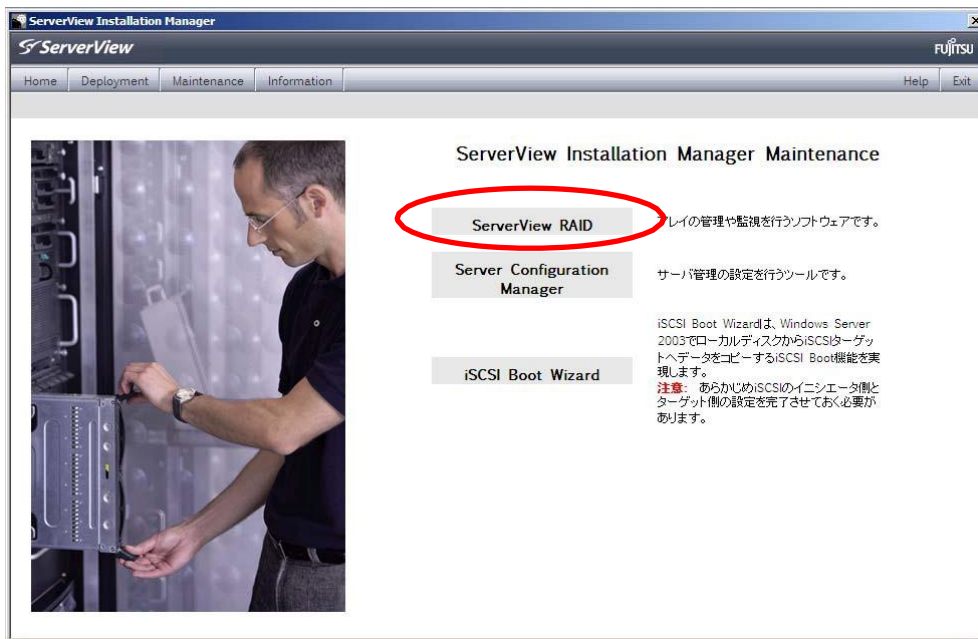 ServerView Installation Manager
ServerView
FUJITSU
Home Deployment Maintenance Information Help Exit
ServerView Installation Manager Maintenance
ServerView RAID
アレイの管理や監視を行うソフトウェアです。
Server Configuration
Manager
サーバ管理の設定を行うツールです。
iSCSI Boot Wizard
iSCSI Boot Wizardは、Windows Server
2003でローカルディスクからiSCSIターゲッ
トへデータをコピーするiSCSI Boot機能を実
現します。
注意: あらかじめiSCSIのイニシエータ側と
ターゲット側の設定を完了させておく必要が
あります。